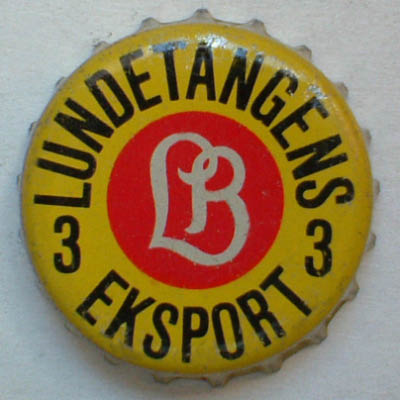 LUNDETANGENS
3 3
EKSPORT
LB